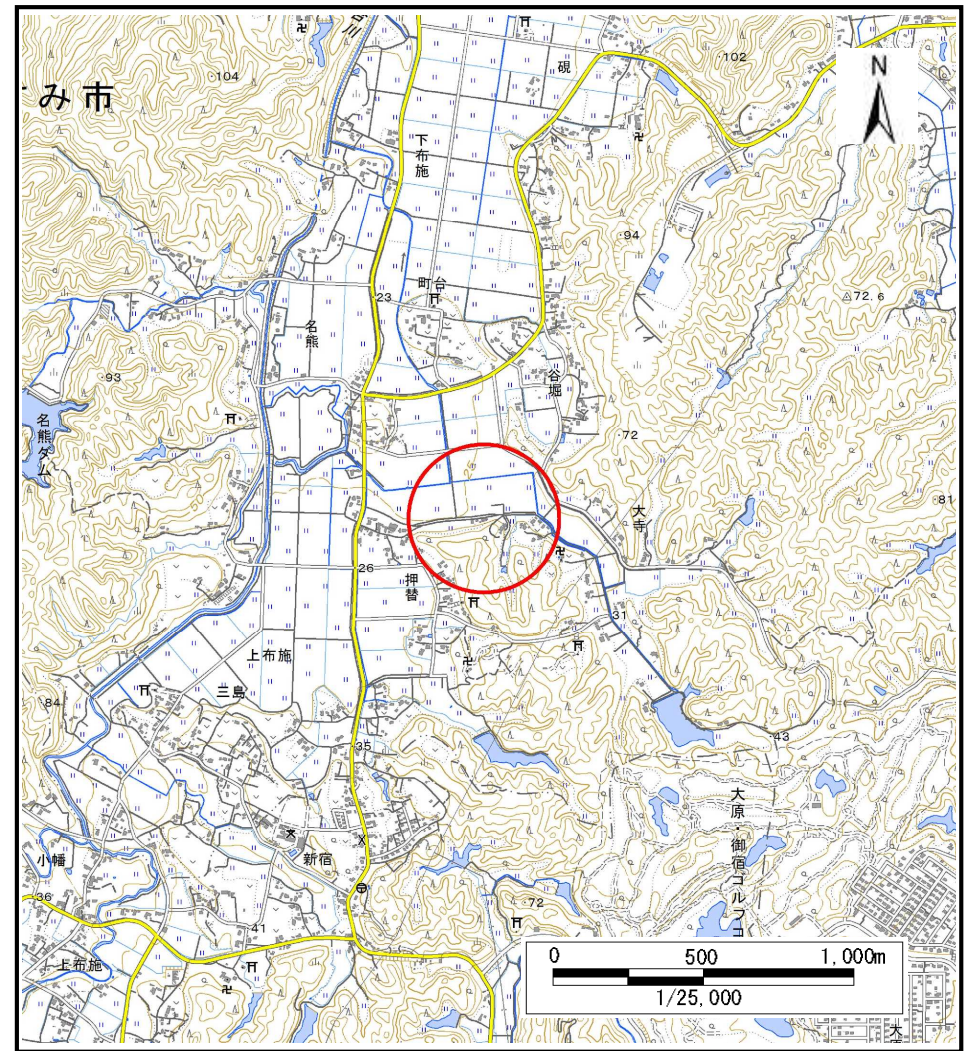 硯
102
104
N
み市
下布施
94
町台
23
72.6
名熊
谷堀
93
名熊ダム
72
大寺
81
26
押替
31
上布施
三島
84
35
43
大原・御宿ゴルフコ
新宿
小幡
36
72
41
上布施
0 500 1,000m
1/25,000
大